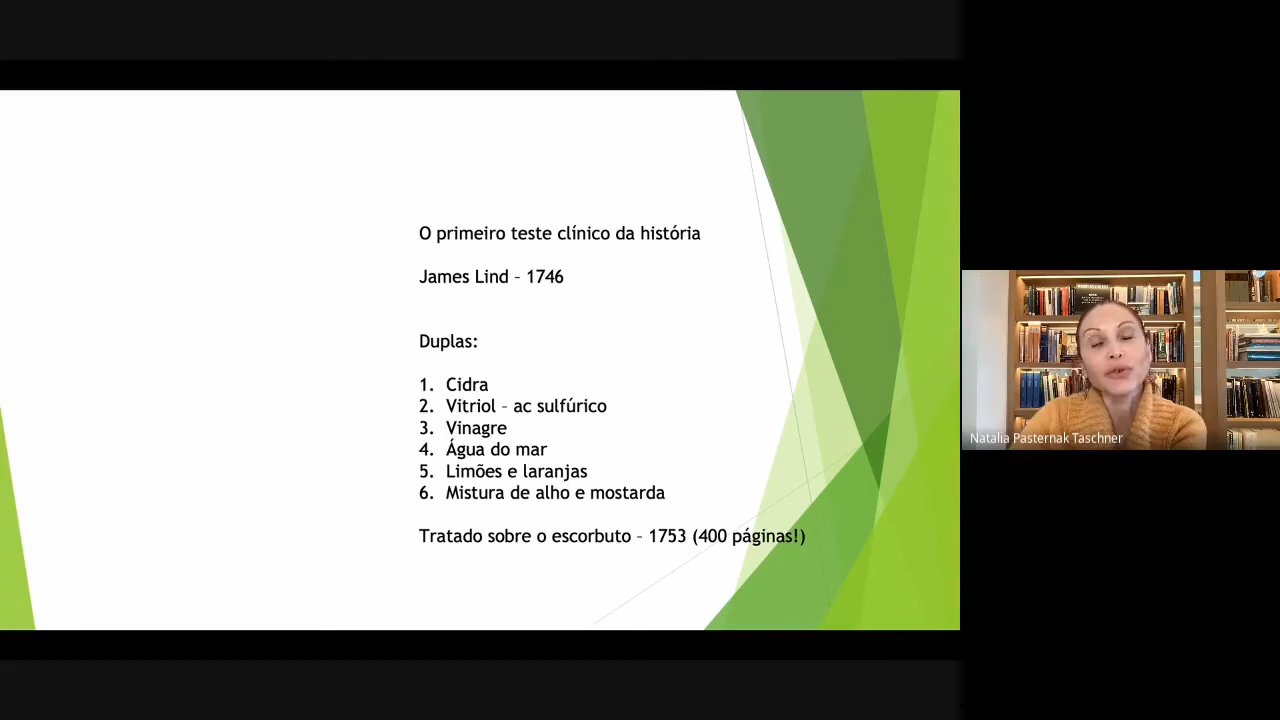 O primeiro teste clínico da história
James Lind – 1746
Duplas:
1. Cidra
2. Vitriol – ac sulfúrico
3. Vinagre
4. Água do mar
5. Limões e laranjas
6. Mistura de alho e mostarda
Tratado sobre o escorbuto – 1753 (400 páginas!)
Natalia Pasternak Taschner